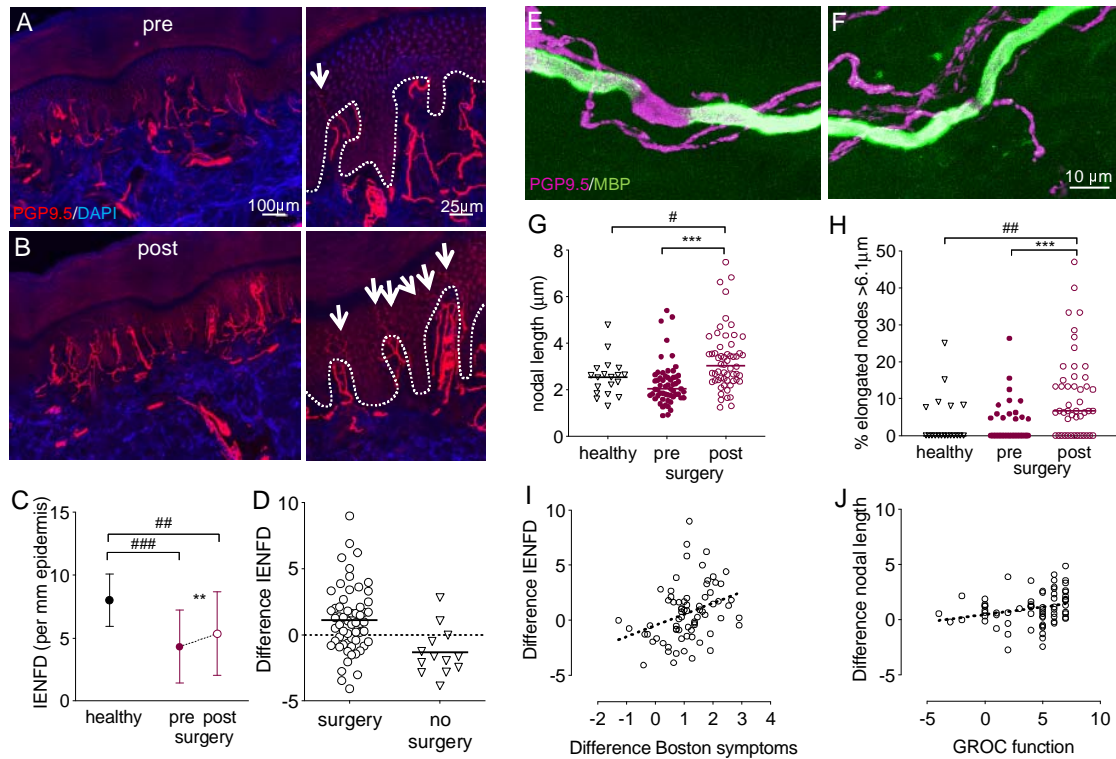 A
pre
PGP9.5/DAPI
100µm
25µm
B
post
C
IENFD (per mm epidermis)
15
10
5
0
##
###
**
healthy
pre post
surgery
D
Difference IENFD
10
5
0
-5
surgery
no
surgery
E
PGP9.5/MBP
F
10 µm
G
nodal length (µm)
8
6
4
2
0
#
***
healthy
pre
post
surgery
H
% elongated nodes >6.1µm
50
40
30
20
10
0
##
***
healthy
pre
post
surgery
I
Difference IENFD
10
5
0
-5
-2 -1 0 1 2 3 4
Difference Boston symptoms
J
Difference nodal length
10
5
0
-5
-5 0 5 10
GROC function